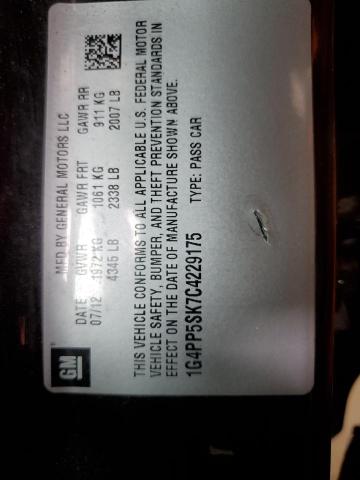 GM
MFD BY GENERAL MOTORS LLC
DATE GVWR GAWR FRT GAWR RR
07/12 1972 KG 1061 KG 911 KG
4345 LB 2338 LB 2007 LB
THIS VEHICLE CONFORMS TO ALL APPLICABLE U.S. FEDERAL MOTOR
VEHICLE SAFETY, BUMPER, AND THEFT PREVENTION STANDARDS IN
EFFECT ON THE DATE OF MANUFACTURE SHOWN ABOVE.
1G4PP5SK7C4229175 TYPE: PASS CAR